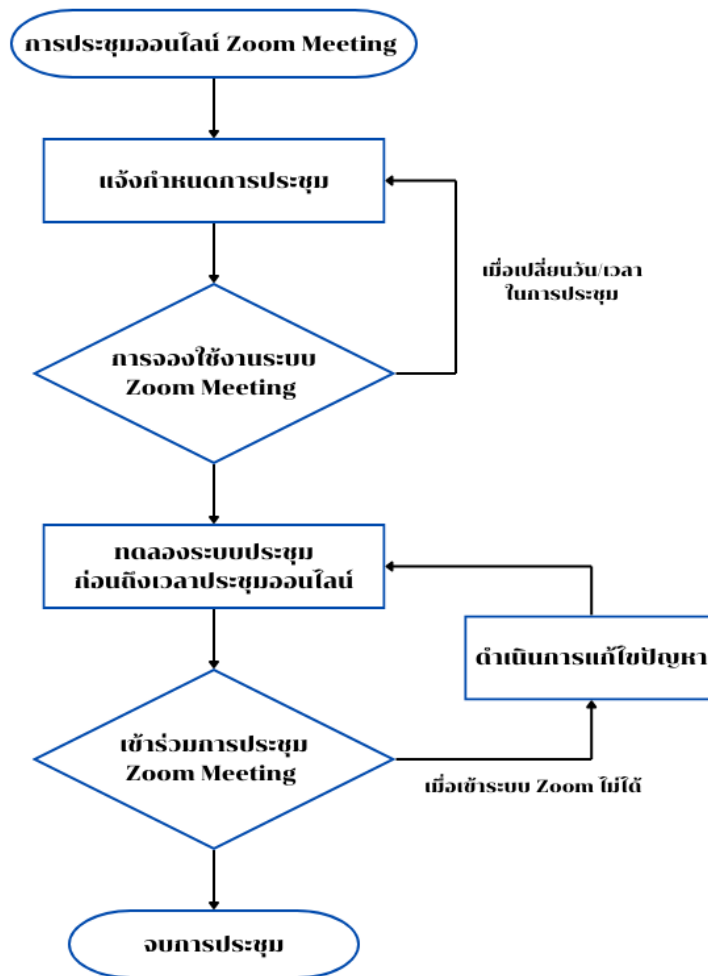 การประชุมออนไลน์ Zoom Meeting
แจ้งกำหนดการประชุม
เมื่อเปลี่ยนวัน/เวลา
ในการประชุม
การจองใช้งานระบบ
Zoom Meeting
ทดลองระบบประชุม
ก่อนถึงเวลาประชุมออนไลน์
ดำเนินการแก้ไขปัญหา
เข้าร่วมการประชุม
Zoom Meeting
เมื่อเข้าระบบ Zoom ไม่ได้
จบการประชุม